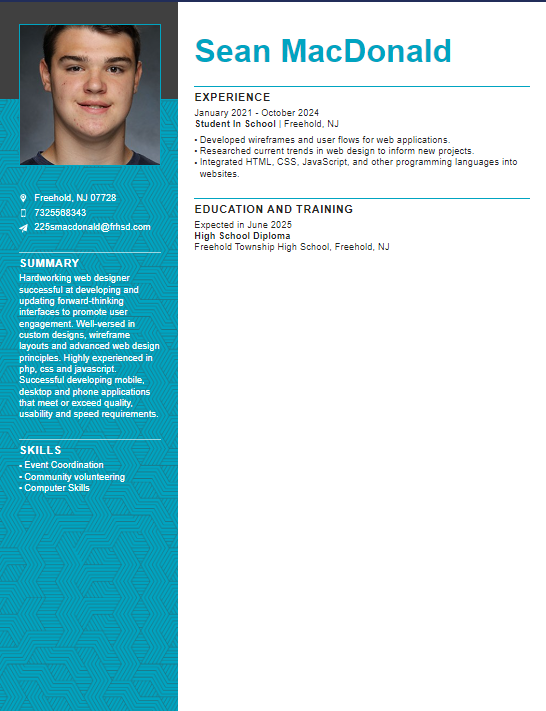 Sean MacDonald
Freehold, NJ 07728
7325568343
225smacdonald@frhsd.com
SUMMARY
Hardworking web designer
successful at developing and
updating forward-thinking
interfaces to promote user
engagement. Well-versed in
custom designs, wireframe
layouts and advanced web design
principles. Highly experienced in
php, css and javascript.
Successful developing mobile,
desktop and phone applications
that meet or exceed quality,
usability and speed requirements.
SKILLS
• Event Coordination
• Community volunteering
• Computer Skills
EXPERIENCE
January 2021 - October 2024
Student In School | Freehold, NJ
• Developed wireframes and user flows for web applications.
• Researched current trends in web design to inform new projects.
• Integrated HTML, CSS, JavaScript, and other programming languages into
websites.
EDUCATION AND TRAINING
Expected in June 2025
High School Diploma
Freehold Township High School, Freehold, NJ